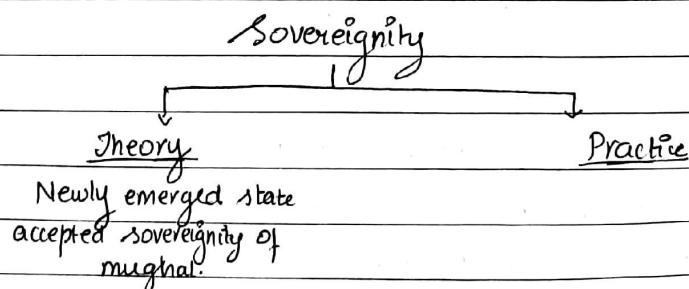 Sovereignity
Theory
Practice
Newly emerged state
accepted sovereignity of
mughal.